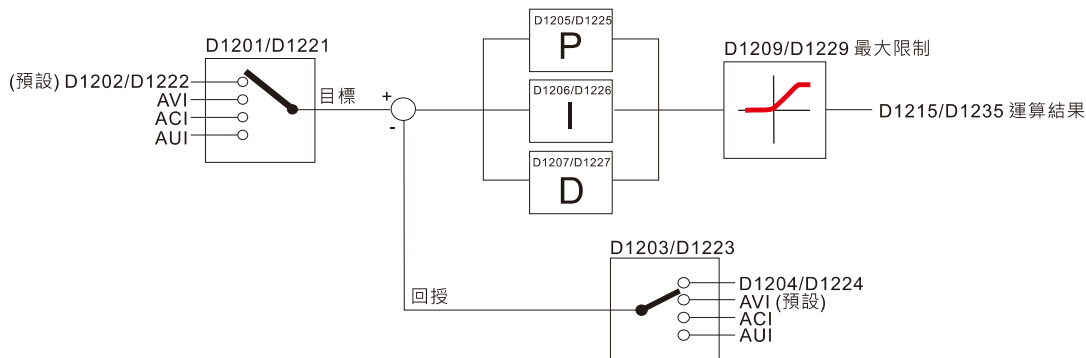 D1201/D1221
(預設) D1202/D1222
AVI
ACI
AUI
目標
+
-
D1205/D1225
P
D1206/D1226
I
D1207/D1227
D
D1209/D1229 最大限制
D1215/D1235 運算結果
回授
D1203/D1223
D1204/D1224
AVI (預設)
ACI
AUI